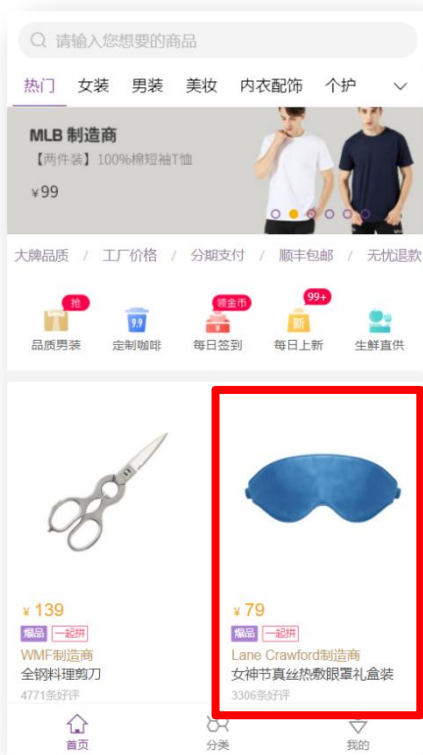 请输入您想要的商品
热门 女装 男装 美妆 内衣配饰 个护
MLB 制造商
【两件装】100%棉短袖T恤
¥99
大牌品质 / 工厂价格 / 分期支付 / 顺丰包邮 / 无忧退款
抢 领金币 99+
9.9 新
品质男装 定制咖啡 每日签到 每日上新 生鲜直供
¥ 139
爆品 一起拼
WMF制造商
全钢料理剪刀
4771条好评
¥ 79
爆品 一起拼
Lane Crawford制造商
女神节真丝热敷眼罩礼盒装
3306条好评
首页 分类 我的